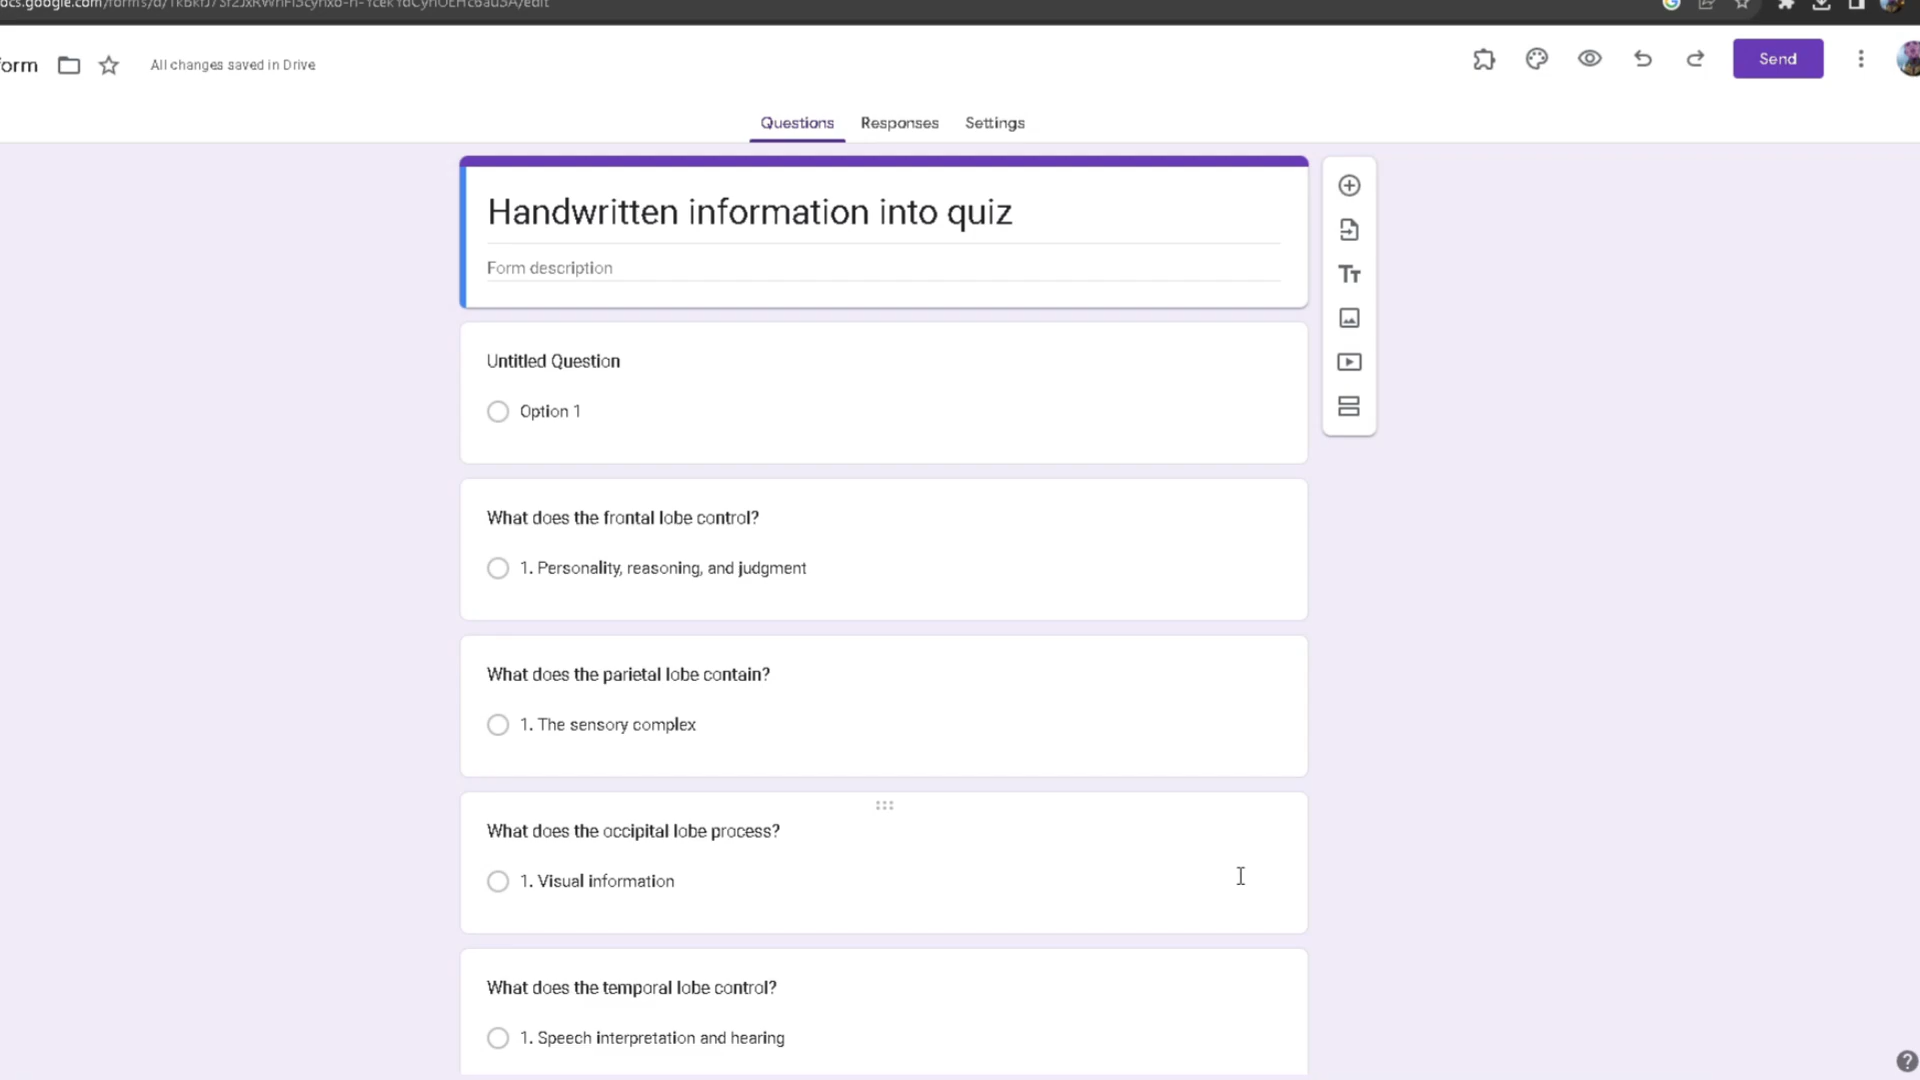 orm All changes saved in Drive
Send
Questions Responses Settings
Handwritten information into quiz
Form description
Untitled Question
Option 1
What does the frontal lobe control?
1. Personality, reasoning, and judgment
What does the parietal lobe contain?
1. The sensory complex
What does the occipital lobe process?
1. Visual information
What does the temporal lobe control?
1. Speech interpretation and hearing